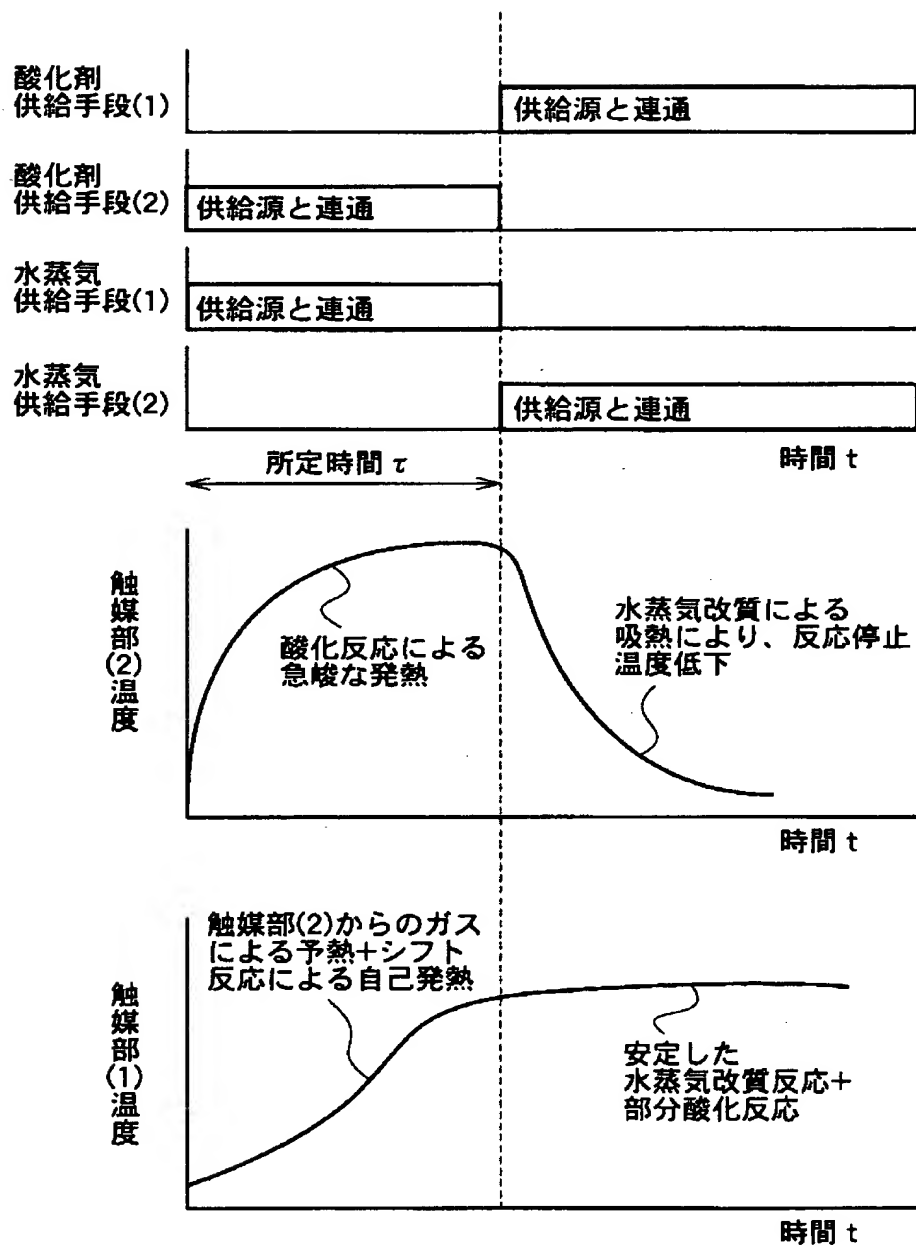 酸化剤
供給手段(1)
供給源と連通
酸化剤
供給手段(2)
供給源と連通
水蒸気
供給手段(1)
供給源と連通
水蒸気
供給手段(2)
供給源と連通
所定時間 τ
時間 t
触媒部(2)温度
酸化反応による
急峻な発熱
水蒸気改質による
吸熱により、反応停止
温度低下
時間 t
触媒部(1)温度
触媒部(2)からのガス
による予熱+シフト
反応による自己発熱
安定した
水蒸気改質反応+
部分酸化反応
時間 t